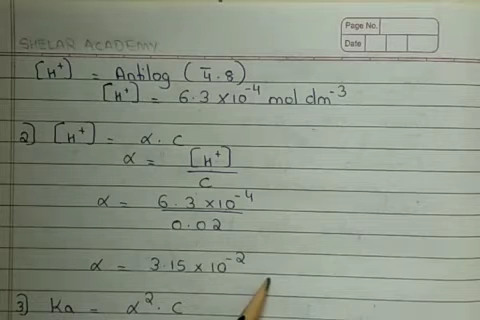 SHELAR ACADEMY
Page No.
Date
[H⁺] = Antilog ( 4̅.8)
[H⁺] = 6.3 ×10⁻⁴ mol dm⁻³
2) [H⁺] = α . C
α = [H⁺]
C
α = 6.3 ×10⁻⁴
0.02
α = 3.15 × 10⁻²
3) Ka = α² . C